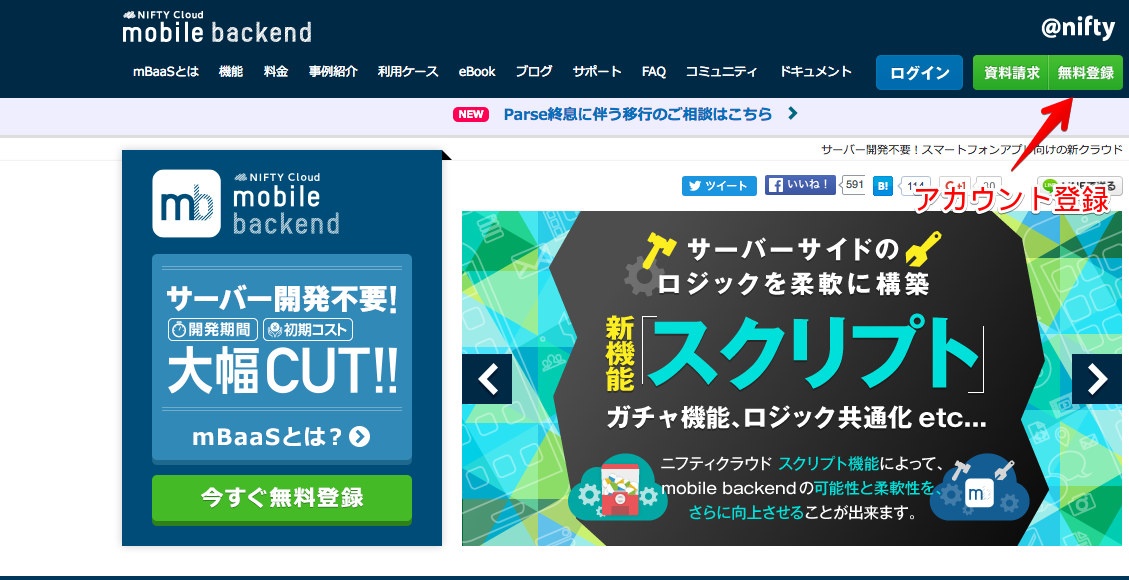 NIFTY Cloud
mobile backend
@nifty
mBaaSとは 機能 料金 事例紹介 利用ケース eBook ブログ サポート FAQ コミュニティ ドキュメント ログイン 資料請求 無料登録
NEW Parse終息に伴う移行のご相談はこちら
サーバー開発不要！スマートフォンアプリ向けの新クラウド
ツイート いいね！ 591 B! 114
アカウント登録
mb
NIFTY Cloud
mobile
backend
サーバー開発不要!
開発期間 初期コスト
大幅CUT!!
mBaaSとは?
今すぐ無料登録
サーバーサイドの
ロジックを柔軟に構築
新機能「スクリプト」
ガチャ機能、ロジック共通化 etc...
ニフティクラウド スクリプト機能によって、
mobile backendの可能性と柔軟性を、
さらに向上させることが出来ます。
m